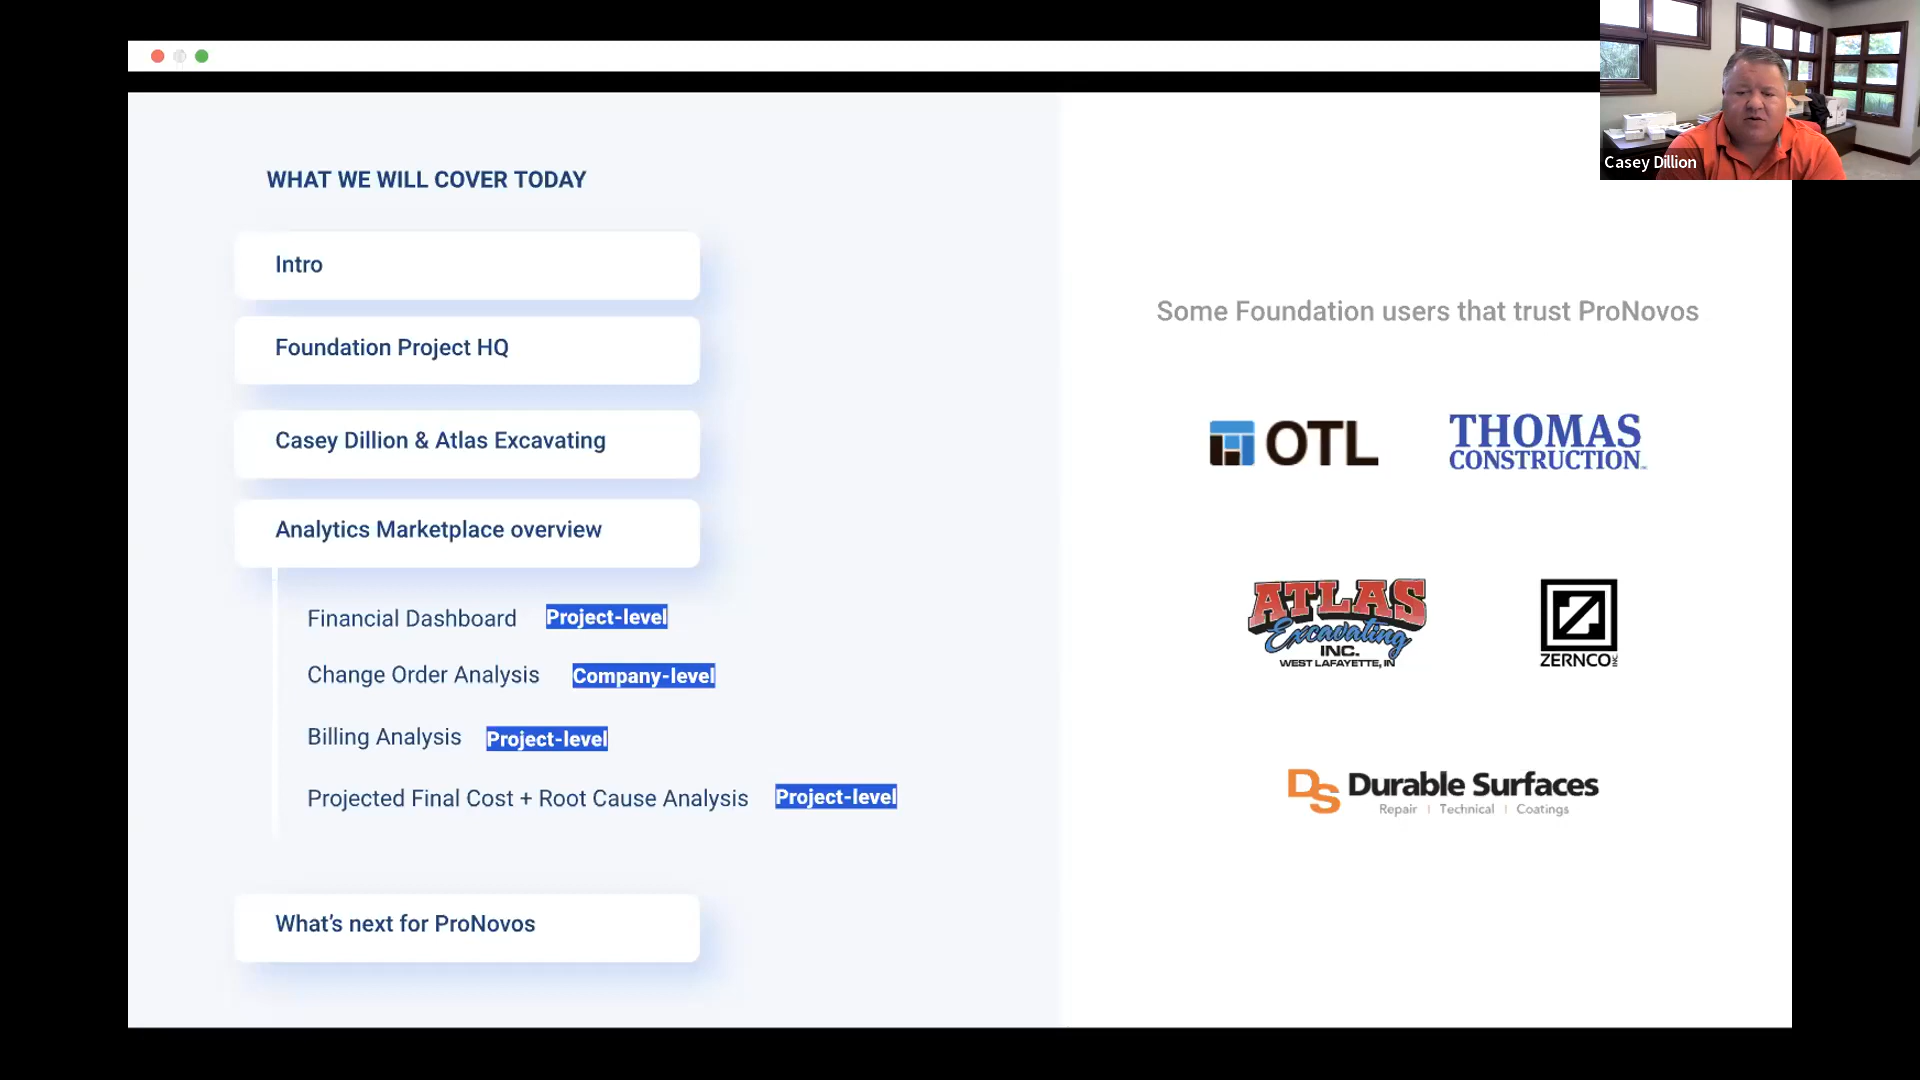 WHAT WE WILL COVER TODAY
Intro
Foundation Project HQ
Casey Dillion & Atlas Excavating
Analytics Marketplace overview
Financial Dashboard Project-level
Change Order Analysis Company-level
Billing Analysis Project-level
Projected Final Cost + Root Cause Analysis Project-level
What's next for ProNovos
Some Foundation users that trust ProNovos
OTL
THOMAS
CONSTRUCTION
ATLAS
Excavating
INC.
WEST LAFAYETTE, IN
ZERNCO INC
DS Durable Surfaces
Repair | Technical | Coatings
Casey Dillion